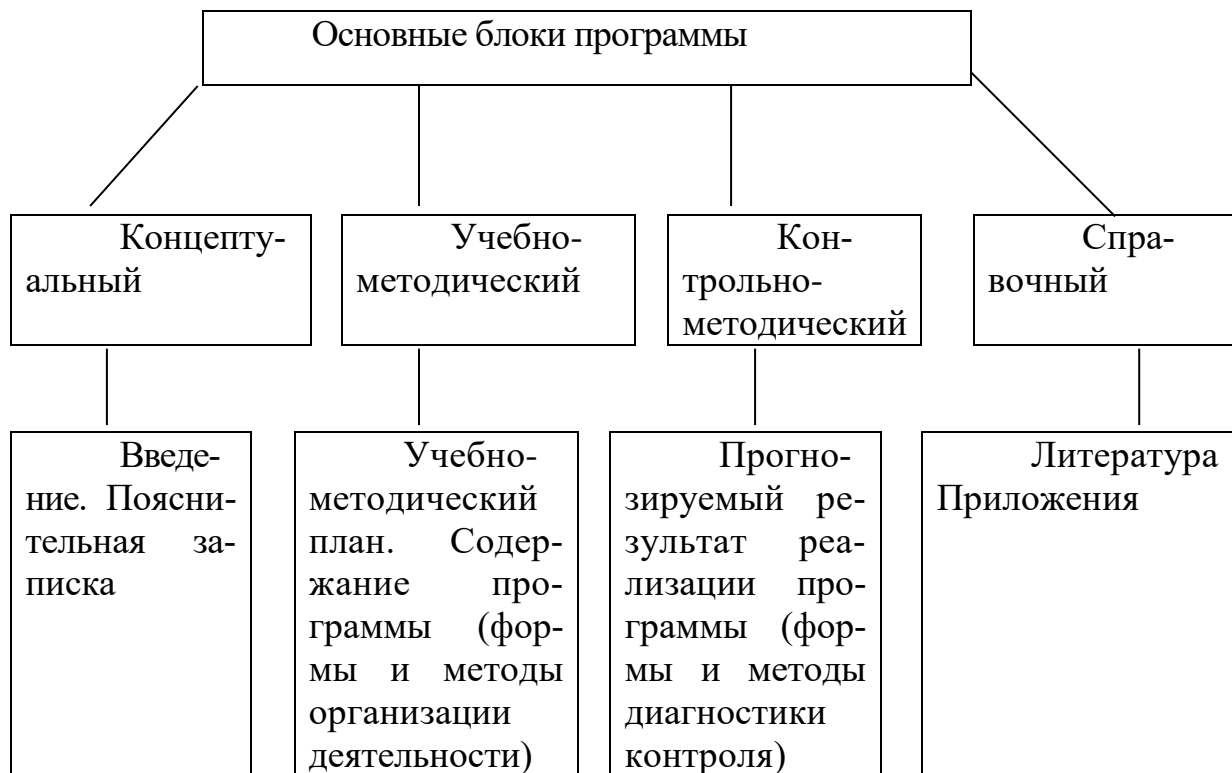 Основные блоки программы
Концепту-
альный
Учебно-
методический
Кон-
трольно-
методический
Спра-
вочный
Введе-
ние. Поясни-
тельная за-
писка
Учебно-
методический
план. Содер-
жание про-
граммы (фор-
мы и методы
организации
деятельности)
Прогно-
зируемый ре-
зультат реа-
лизации про-
граммы (фор-
мы и методы
диагностики
контроля)
Литература
Приложения